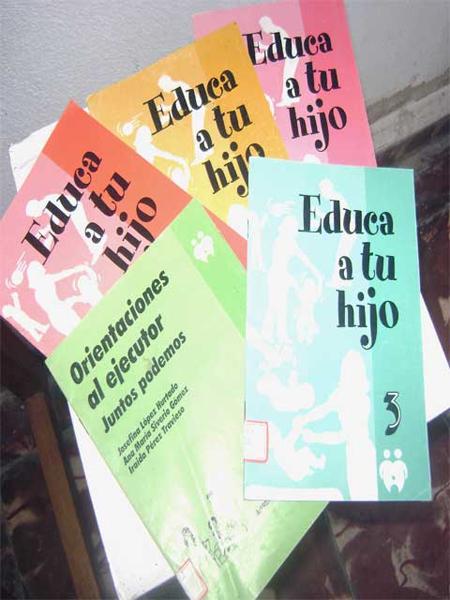 Educa
a tu
hijo
Educa
a tu
hijo
Educa
a tu
hijo
Educa
a tu
hijo
3
Orientaciones
al ejecutor
Juntos podemos
Josefina López Hurtado
Ana María Siverio Gómez
Iraida Pérez Travieso